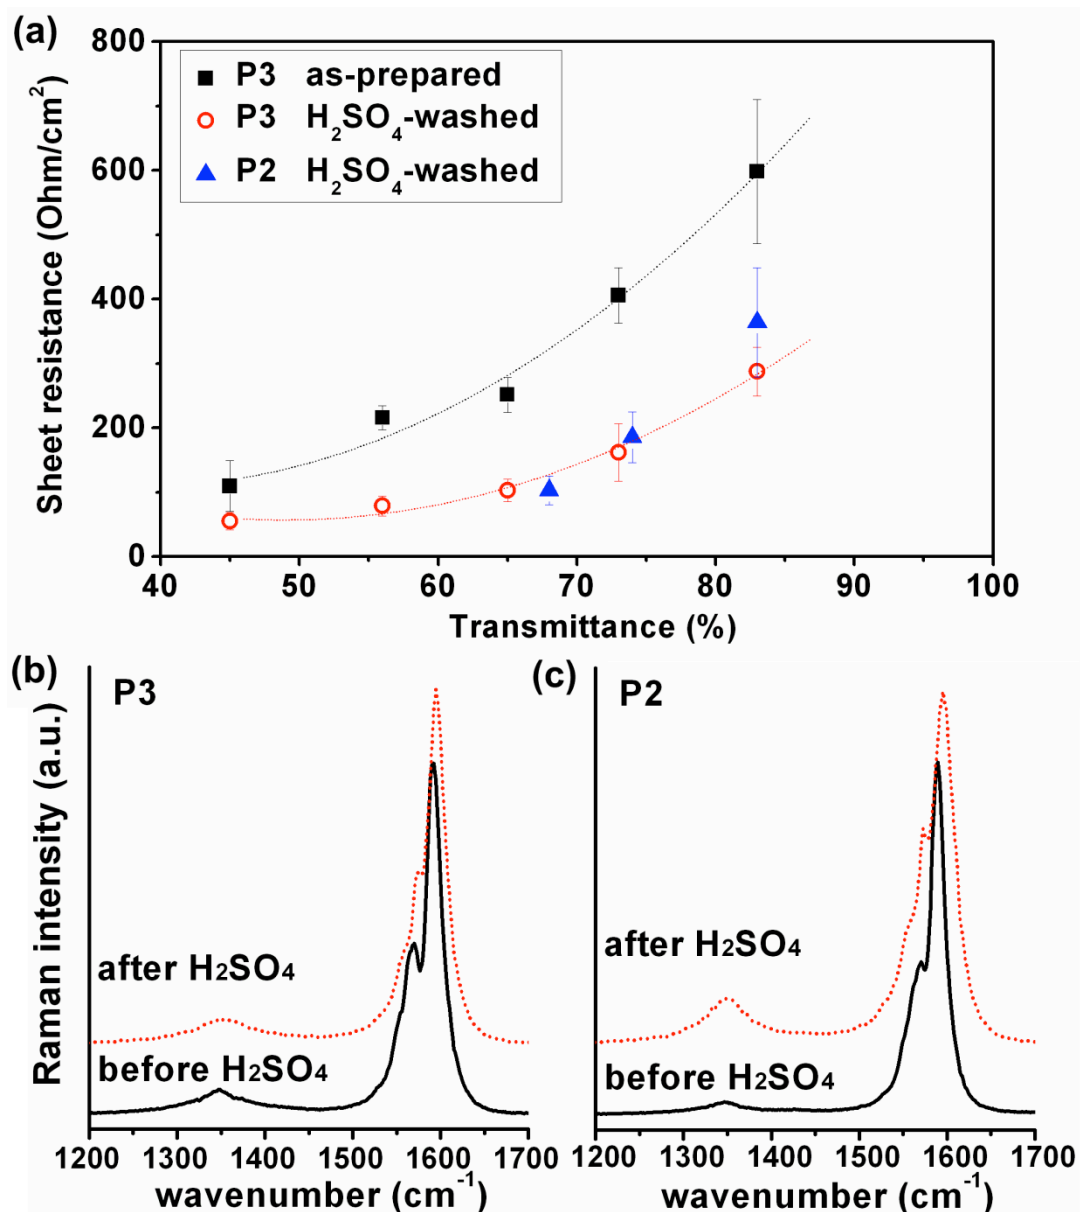 (a)
Sheet resistance (Ohm/cm²)
800
600
400
200
0
P3 as-prepared
P3 H₂SO₄-washed
P2 H₂SO₄-washed
40 50 60 70 80 90 100
Transmittance (%)
(b)
P3
Raman intensity (a.u.)
after H₂SO₄
before H₂SO₄
1200 1300 1400 1500 1600 1700
wavenumber (cm⁻¹)
(c)
P2
after H₂SO₄
before H₂SO₄
1200 1300 1400 1500 1600 1700
wavenumber (cm⁻¹)